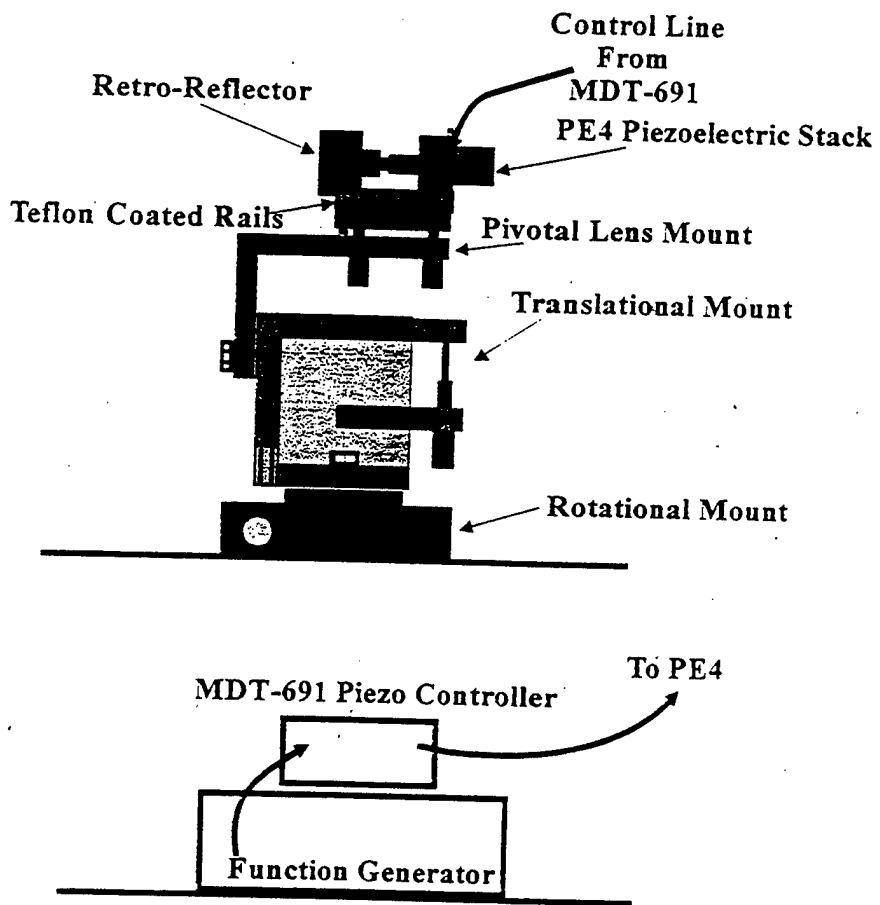 Control Line
From
MDT-691
Retro-Reflector
PE4 Piezoelectric Stack
Teflon Coated Rails
Pivotal Lens Mount
Translational Mount
Rotational Mount
To PE4
MDT-691 Piezo Controller
Function Generator